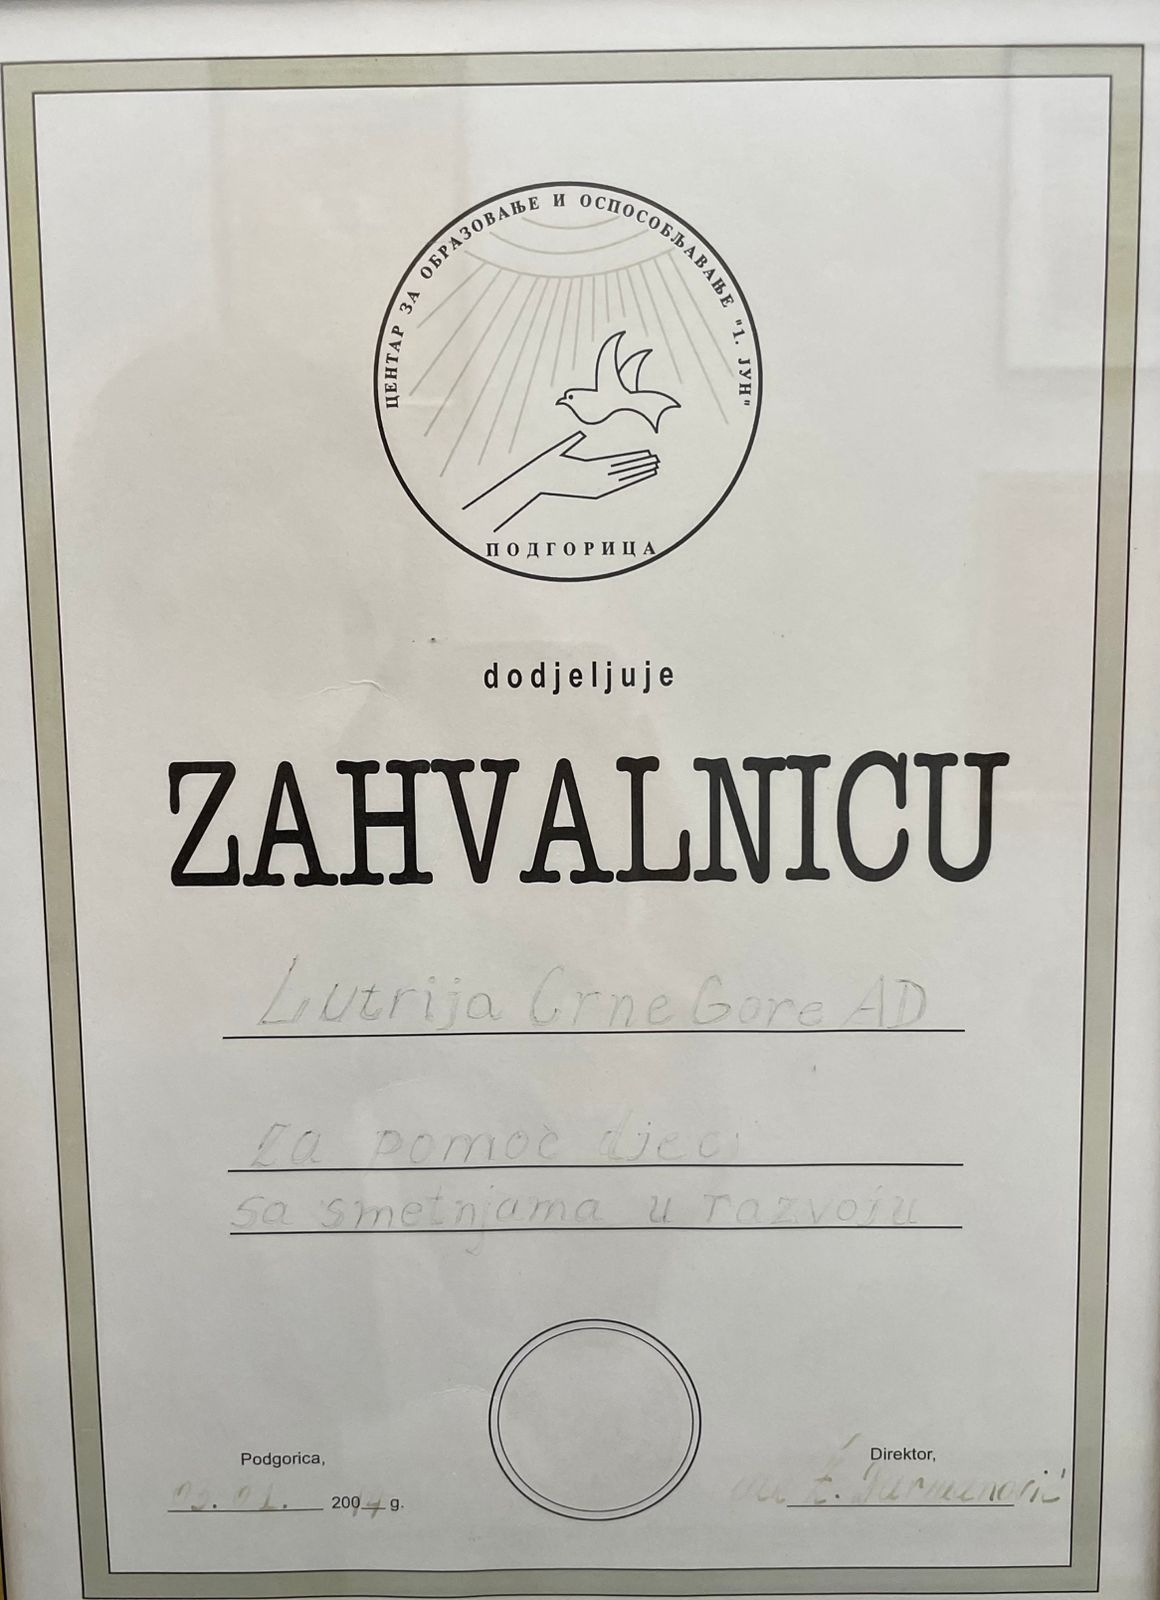 ЦЕНТАР ЗА ОБРАЗОВАЊЕ И ОСПОСОБЉАВАЊЕ "1. ЈУН"
ПОДГОРИЦА
dodjeljuje
ZAHVALNICU
Lutrija Crne Gore AD
za pomoć djeci
sa smetnjama u razvoju
Podgorica,
200 g.
Direktor,